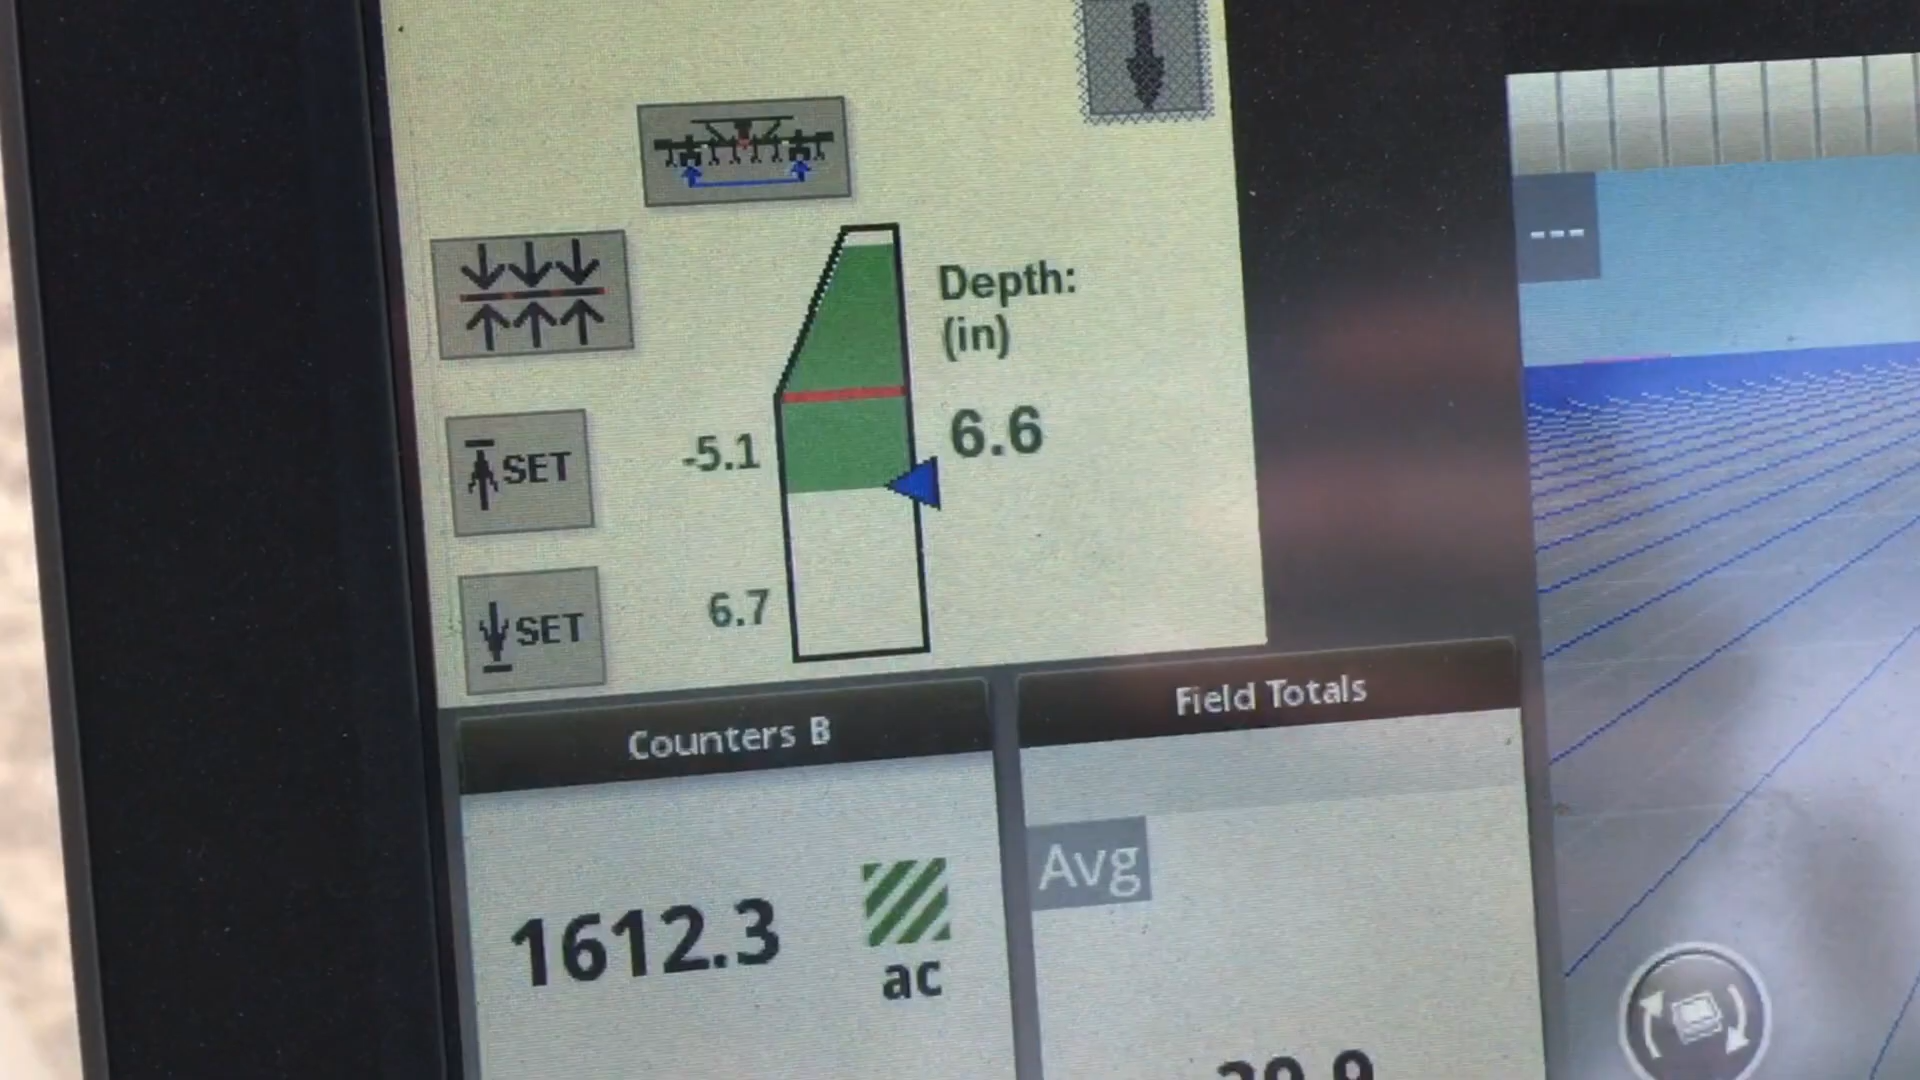 Depth:
(in)
6.6
-5.1
SET
6.7
SET
---
Counters B
Field Totals
Avg
1612.3
ac